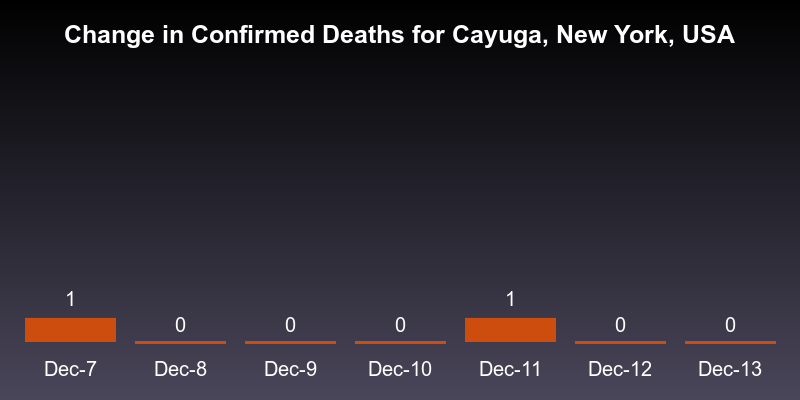 Change in Confirmed Deaths for Cayuga, New York, USA
1 0 0 0 1 0 0
Dec-7 Dec-8 Dec-9 Dec-10 Dec-11 Dec-12 Dec-13